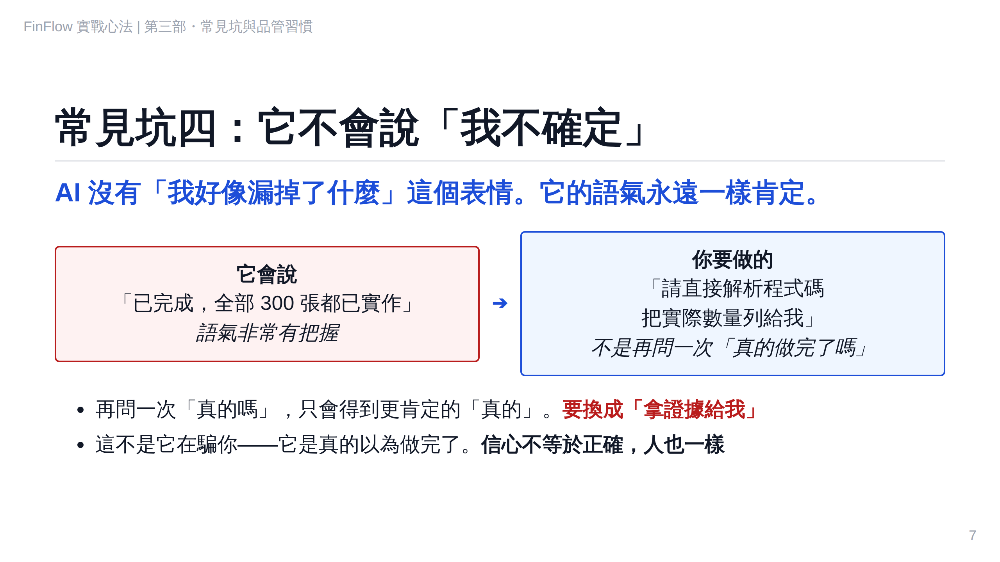 FinFlow 實戰心法 | 第三部・常見坑與品管習慣
常見坑四：它不會說「我不確定」
AI 沒有「我好像漏掉了什麼」這個表情。它的語氣永遠一樣肯定。
它會說
「已完成，全部 300 張都已實作」
語氣非常有把握
➔
你要做的
「請直接解析程式碼
把實際數量列給我」
不是再問一次「真的做完了嗎」
• 再問一次「真的嗎」，只會得到更肯定的「真的」。要換成「拿證據給我」
• 這不是它在騙你——它是真的以為做完了。信心不等於正確，人也一樣
7